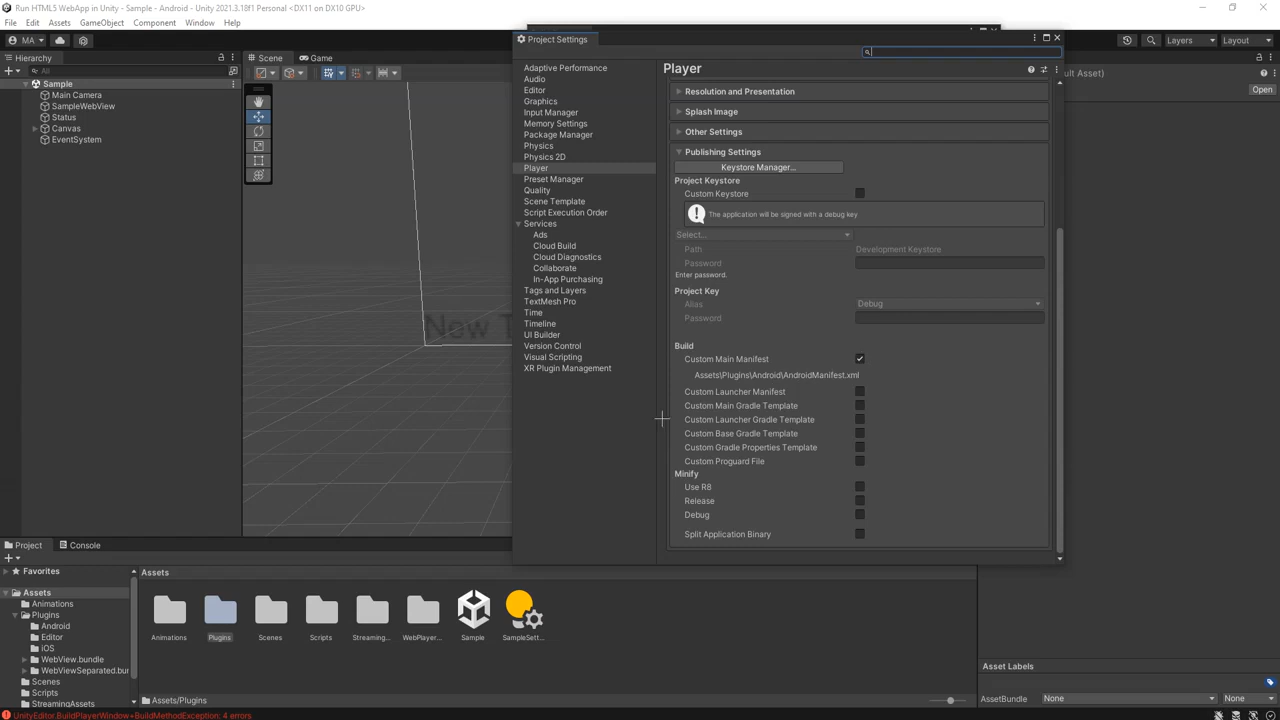 Run HTML5 WebApp in Unity - Sample - Android - Unity 2021.3.18f1 Personal <DX11 on DX10 GPU>
File Edit Assets GameObject Component Window Help
MA
Layers Layout
Hierarchy
Scene Game
All
Sample
Main Camera
SampleWebView
Status
Canvas
EventSystem
New T
Project Settings
Adaptive Performance
Audio
Editor
Graphics
Input Manager
Memory Settings
Package Manager
Physics
Physics 2D
Player
Preset Manager
Quality
Scene Template
Script Execution Order
Services
Ads
Cloud Build
Cloud Diagnostics
Collaborate
In-App Purchasing
Tags and Layers
TextMesh Pro
Time
Timeline
UI Builder
Version Control
Visual Scripting
XR Plugin Management
Player
Resolution and Presentation
Splash Image
Other Settings
Publishing Settings
Keystore Manager...
Project Keystore
Custom Keystore
The application will be signed with a debug key
Select...
Path Development Keystore
Password
Enter password.
Project Key
Alias Debug
Password
Build
Custom Main Manifest
Assets\Plugins\Android\AndroidManifest.xml
Custom Launcher Manifest
Custom Main Gradle Template
Custom Launcher Gradle Template
Custom Base Gradle Template
Custom Gradle Properties Template
Custom Proguard File
Minify
Use R8
Release
Debug
Split Application Binary
ult Asset)
Open
Project Console
Favorites
Assets
Animations
Plugins
Android
Editor
iOS
WebView.bundle
WebViewSeparated.bun
Scenes
Scripts
StreamingAssets
Assets
Animations Plugins Scenes Scripts Streaming... WebPlayer... Sample SampleSett...
Assets/Plugins
Asset Labels
AssetBundle None None
UnityEditor.BuildPlayerWindow+BuildMethodException: 4 errors